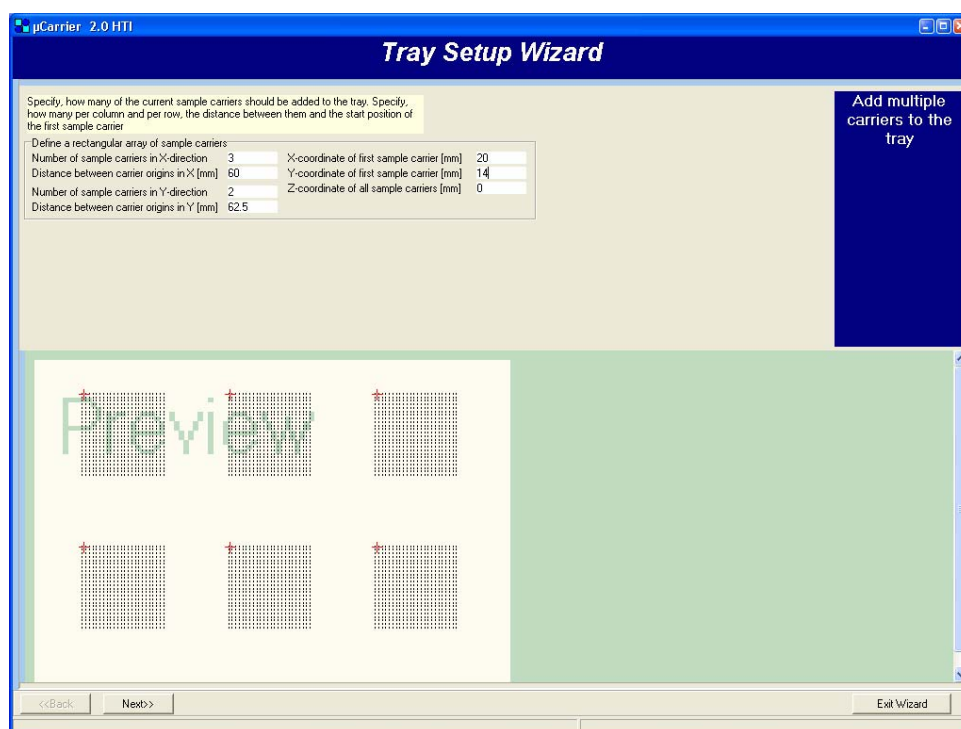 µCarrier 2.0 HTI
Tray Setup Wizard
Specify, how many of the current sample carriers should be added to the tray. Specify,
how many per column and per row, the distance between them and the start position of
the first sample carrier
Add multiple
carriers to the
tray
Define a rectangular array of sample carriers
Number of sample carriers in X-direction 3 X-coordinate of first sample carrier [mm] 20
Distance between carrier origins in X [mm] 60 Y-coordinate of first sample carrier [mm] 14
Number of sample carriers in Y-direction 2 Z-coordinate of all sample carriers [mm] 0
Distance between carrier origins in Y [mm] 62.5
Preview
<<Back Next>> Exit Wizard